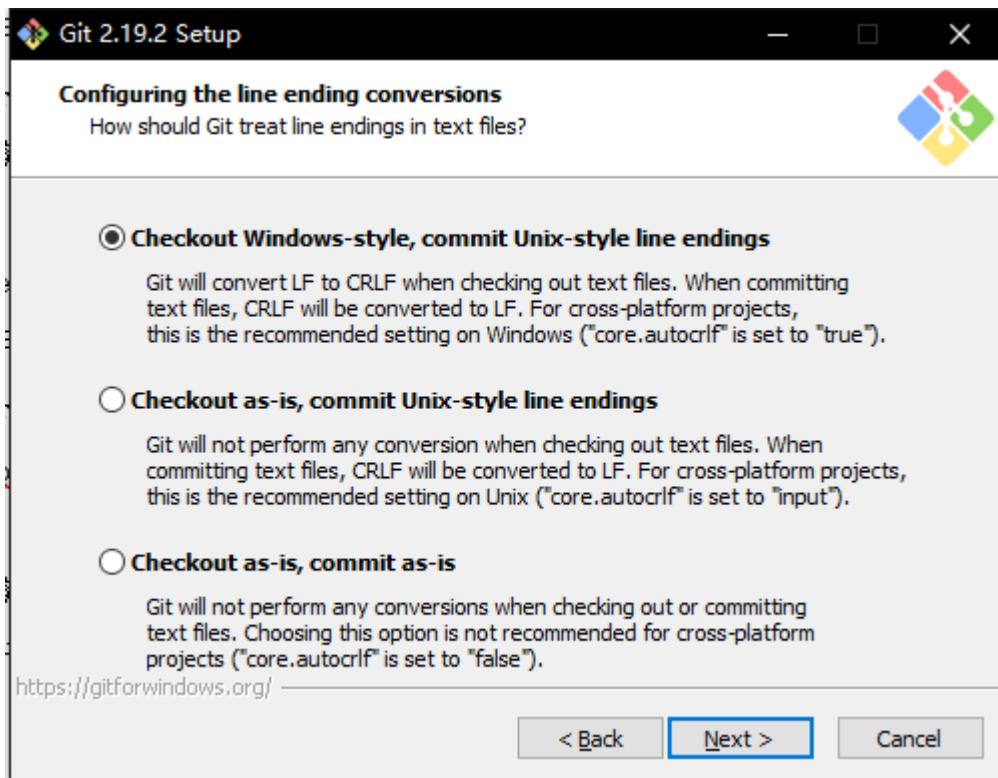 Git 2.19.2 Setup
Configuring the line ending conversions
How should Git treat line endings in text files?
Checkout Windows-style, commit Unix-style line endings
Git will convert LF to CRLF when checking out text files. When committing
text files, CRLF will be converted to LF. For cross-platform projects,
this is the recommended setting on Windows ("core.autocrlf" is set to "true").
Checkout as-is, commit Unix-style line endings
Git will not perform any conversion when checking out text files. When
committing text files, CRLF will be converted to LF. For cross-platform projects,
this is the recommended setting on Unix ("core.autocrlf" is set to "input").
Checkout as-is, commit as-is
Git will not perform any conversions when checking out or committing
text files. Choosing this option is not recommended for cross-platform
projects ("core.autocrlf" is set to "false").
https://gitforwindows.org/
< Back
Next >
Cancel